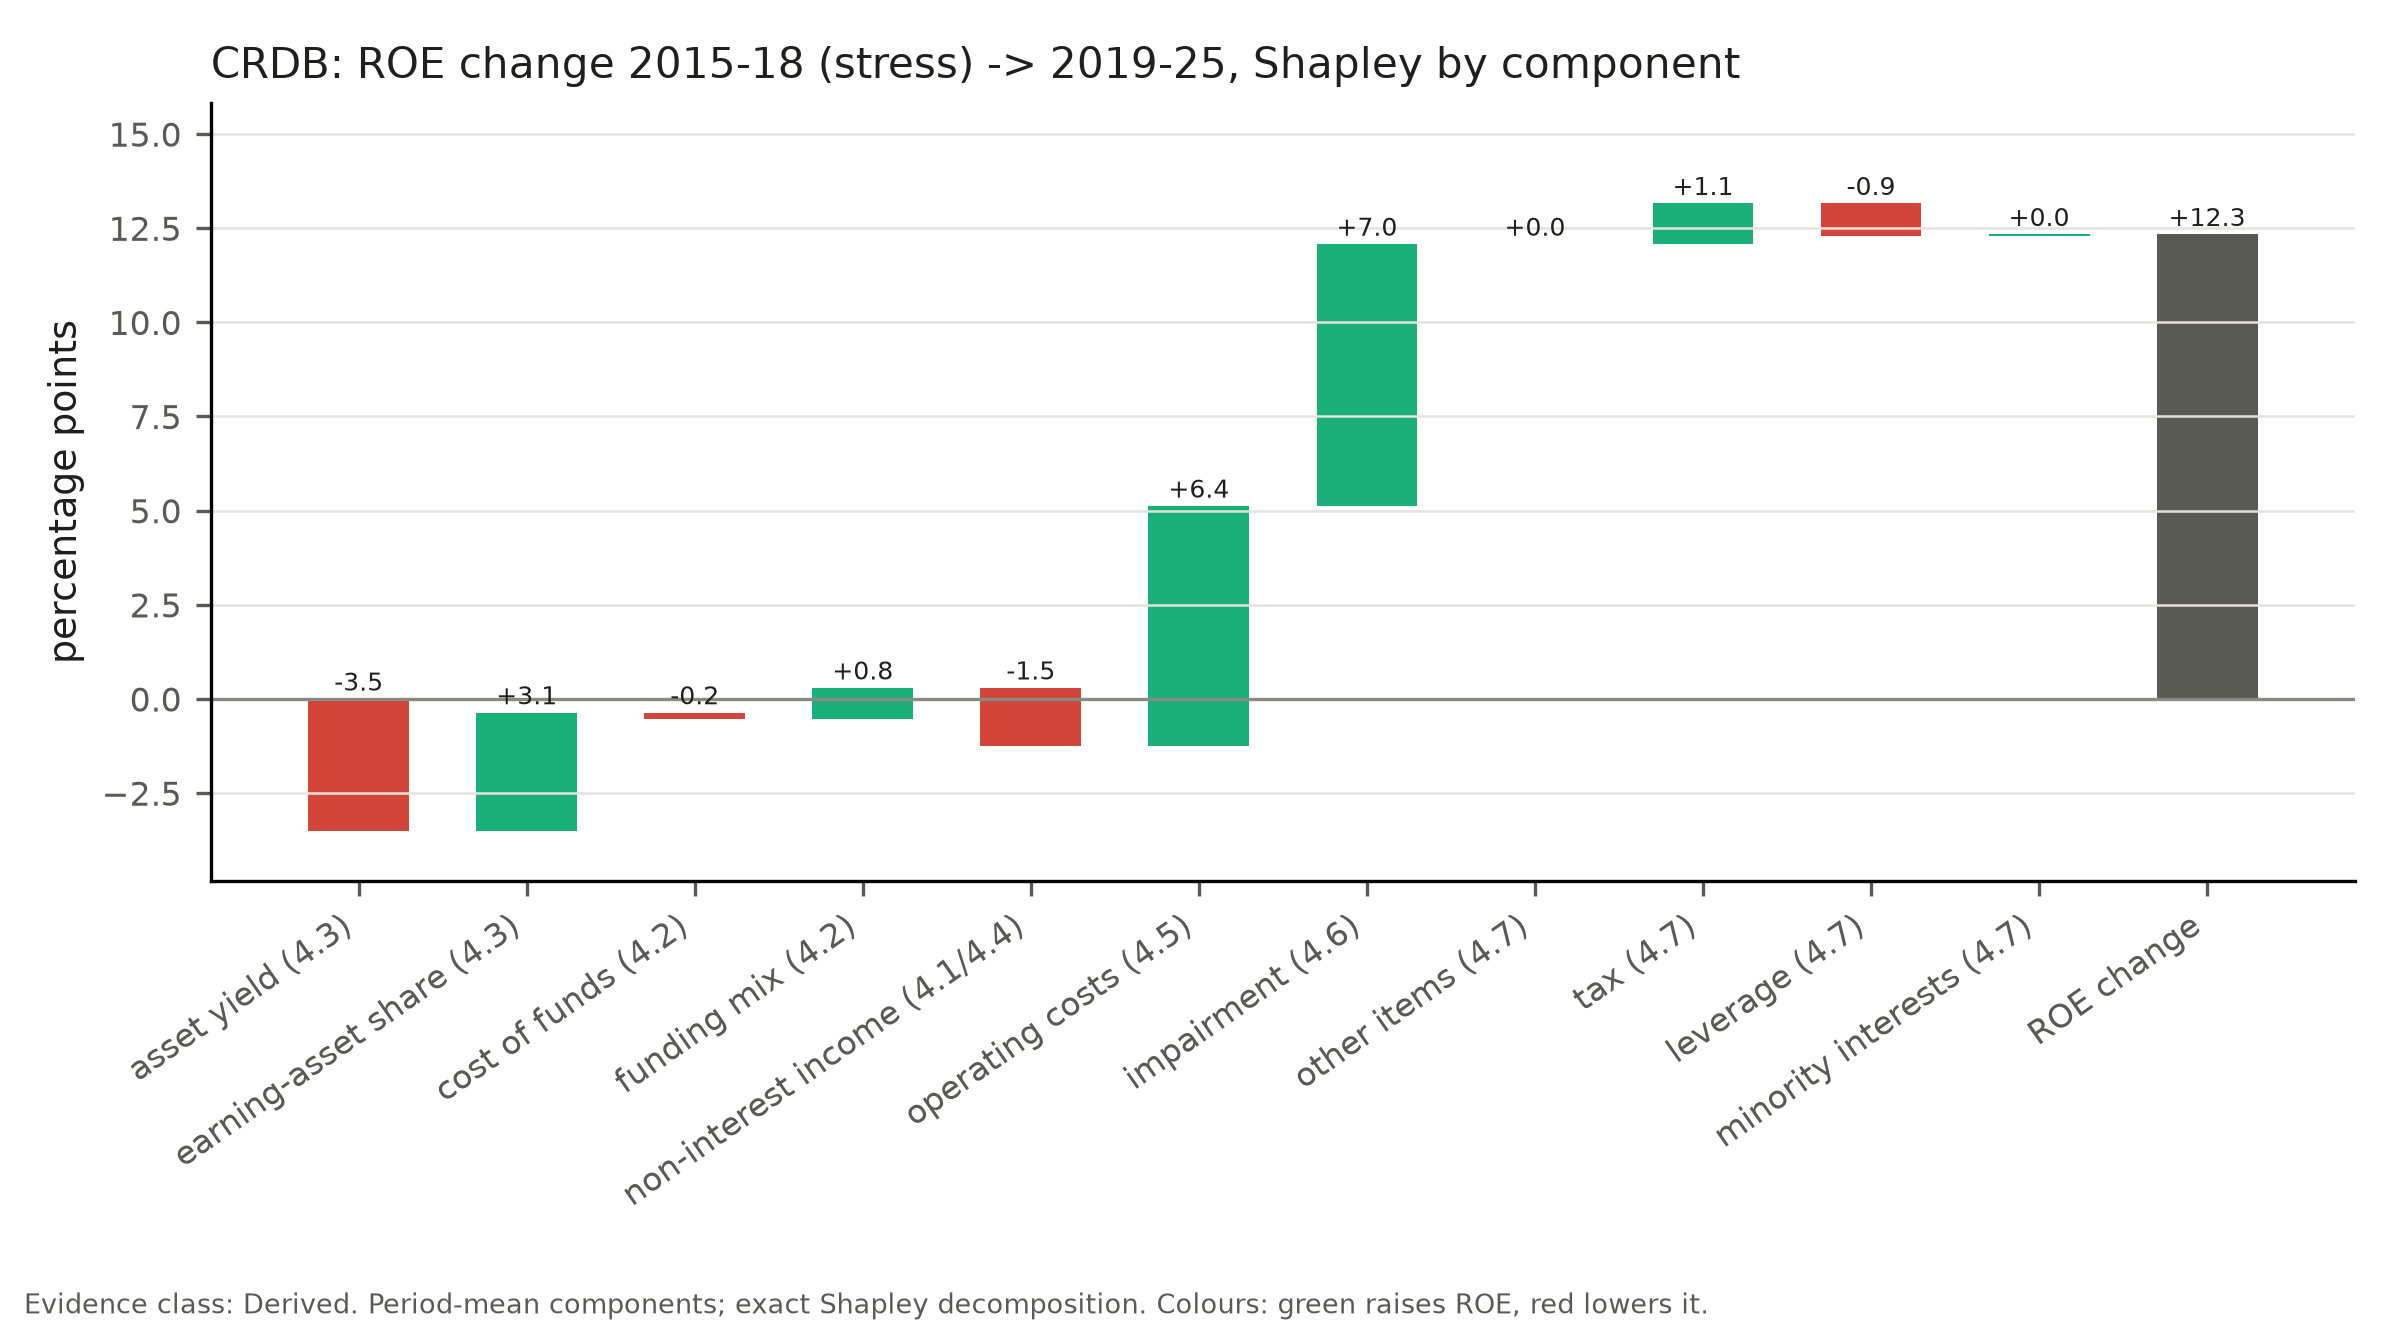 CRDB: ROE change 2015-18 (stress) -> 2019-25, Shapley by component
percentage points
15.0
12.5
10.0
7.5
5.0
2.5
0.0
−2.5
-3.5
+3.1
-0.2
+0.8
-1.5
+6.4
+7.0
+0.0
+1.1
-0.9
+0.0
+12.3
asset yield (4.3)
earning-asset share (4.3)
cost of funds (4.2)
funding mix (4.2)
non-interest income (4.1/4.4)
operating costs (4.5)
impairment (4.6)
other items (4.7)
tax (4.7)
leverage (4.7)
minority interests (4.7)
ROE change
Evidence class: Derived. Period-mean components; exact Shapley decomposition. Colours: green raises ROE, red lowers it.